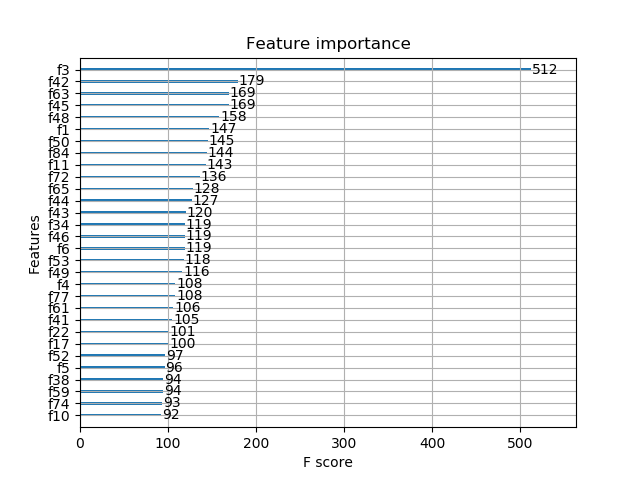 Feature importance
f3 512
f42 179
f63 169
f45 169
f48 158
f1 147
f50 145
f84 144
f11 143
f72 136
f65 128
f44 127
f43 120
f34 119
f46 119
f6 119
f53 118
f49 116
f4 108
f77 108
f61 106
f41 105
f22 101
f17 100
f52 97
f5 96
f38 94
f59 94
f74 93
f10 92
Features
0 100 200 300 400 500
F score